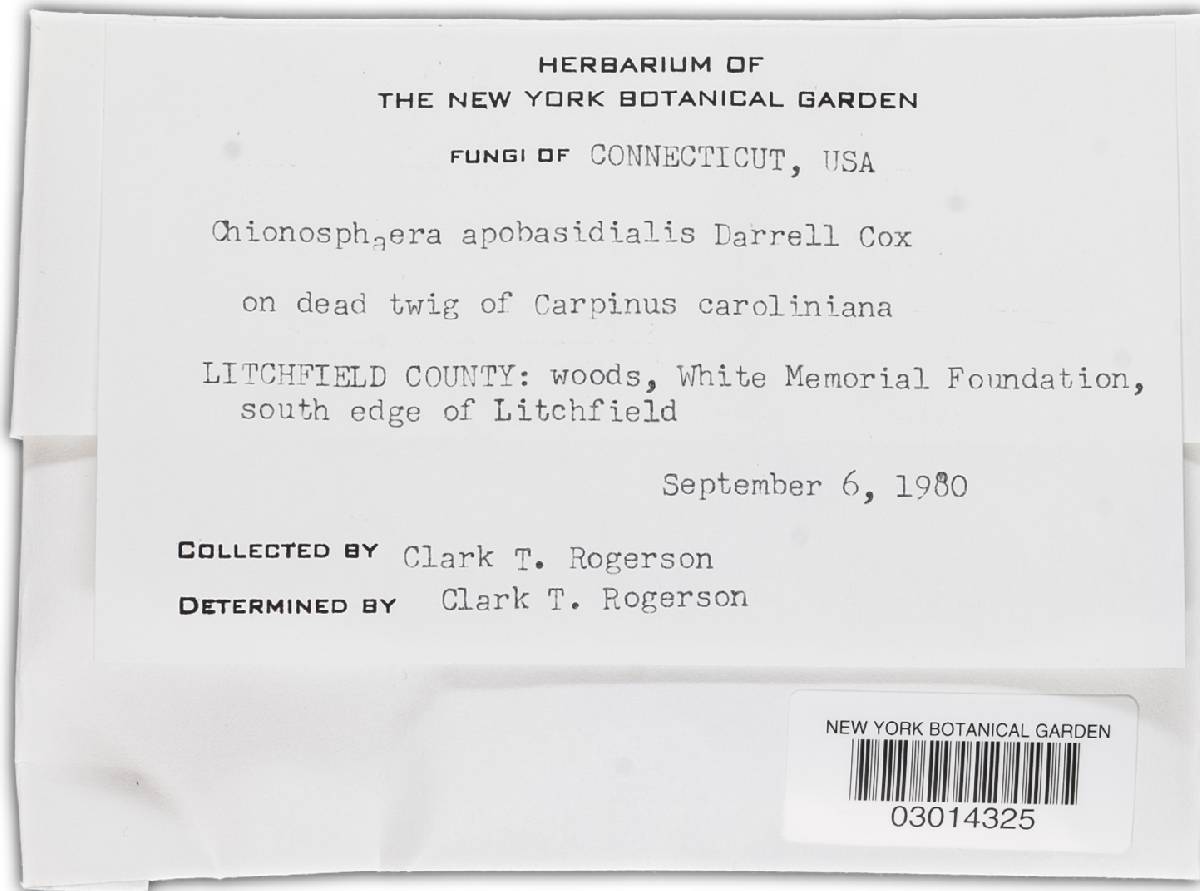 HERBARIUM OF
THE NEW YORK BOTANICAL GARDEN
FUNGI OF CONNECTICUT, USA
Chionosphaera apobasidialis Darrell Cox
on dead twig of Carpinus caroliniana
LITCHFIELD COUNTY: woods, White Memorial Foundation,
south edge of Litchfield
September 6, 1980
COLLECTED BY Clark T. Rogerson
DETERMINED BY Clark T. Rogerson
NEW YORK BOTANICAL GARDEN
03014325